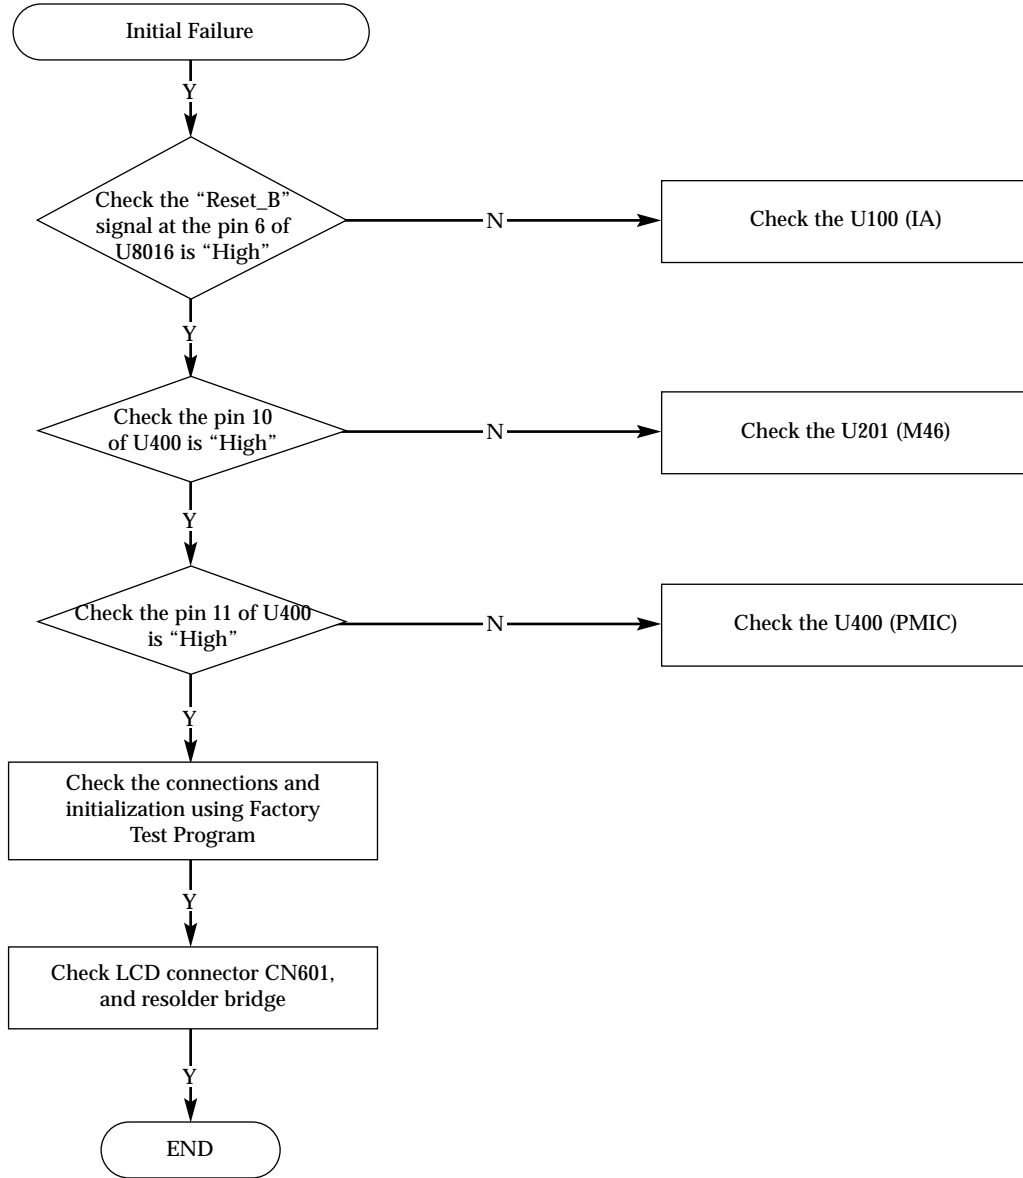 Initial Failure
Y
Check the “Reset_B”
signal at the pin 6 of
U8016 is “High”
N
Check the U100 (IA)
Y
Check the pin 10
of U400 is “High”
N
Check the U201 (M46)
Y
Check the pin 11 of U400
is “High”
N
Check the U400 (PMIC)
Y
Check the connections and
initialization using Factory
Test Program
Y
Check LCD connector CN601,
and resolder bridge
Y
END